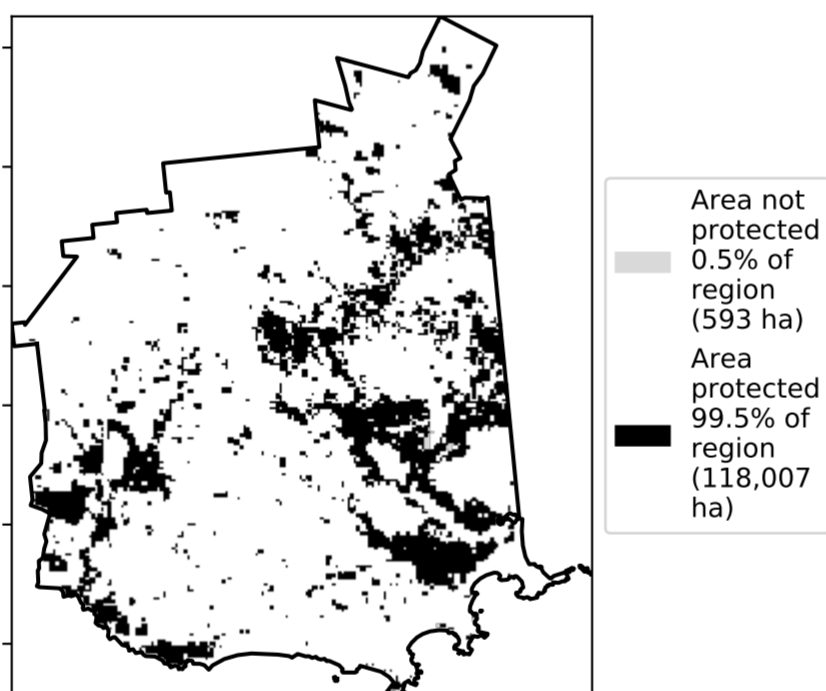 Area not
protected
0.5% of
region
(593 ha)
Area
protected
99.5% of
region
(118,007
ha)